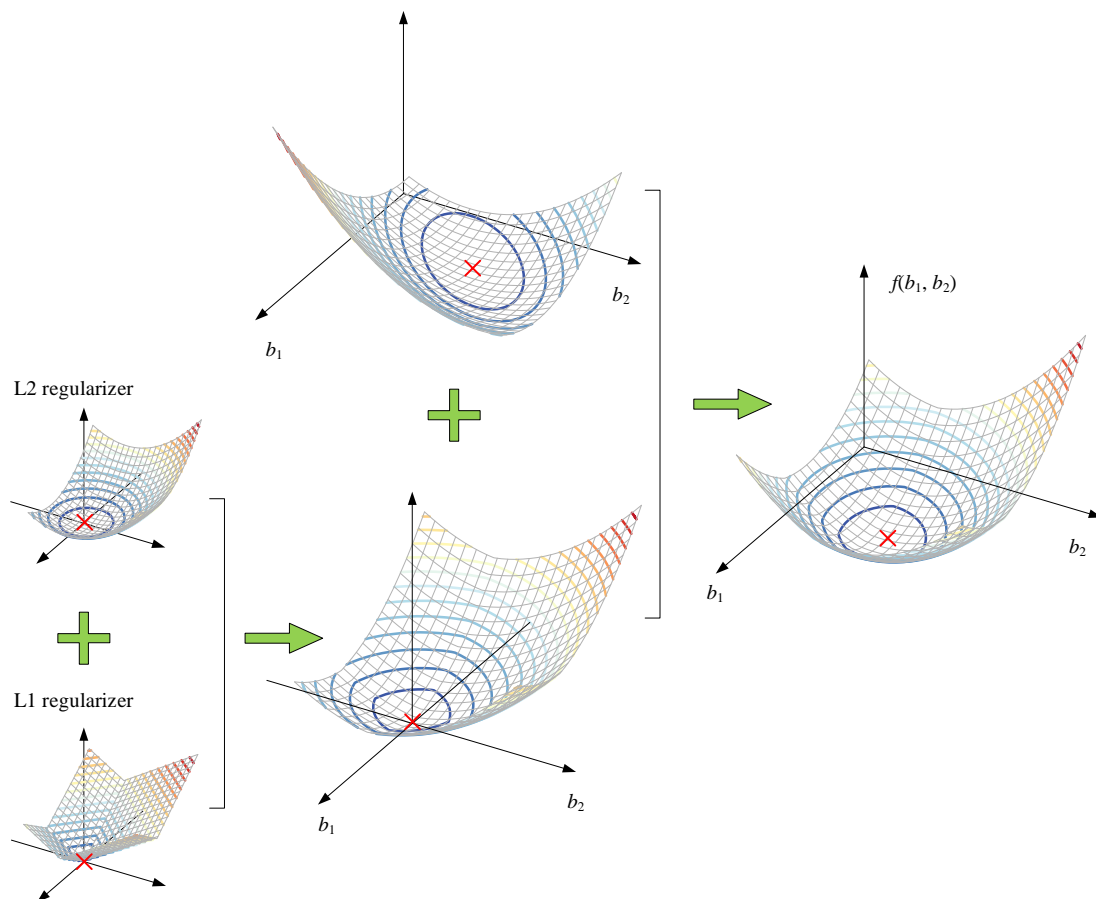 b₂
b₁
f(b₁, b₂)
b₂
b₁
L2 regularizer
L1 regularizer
b₂
b₁